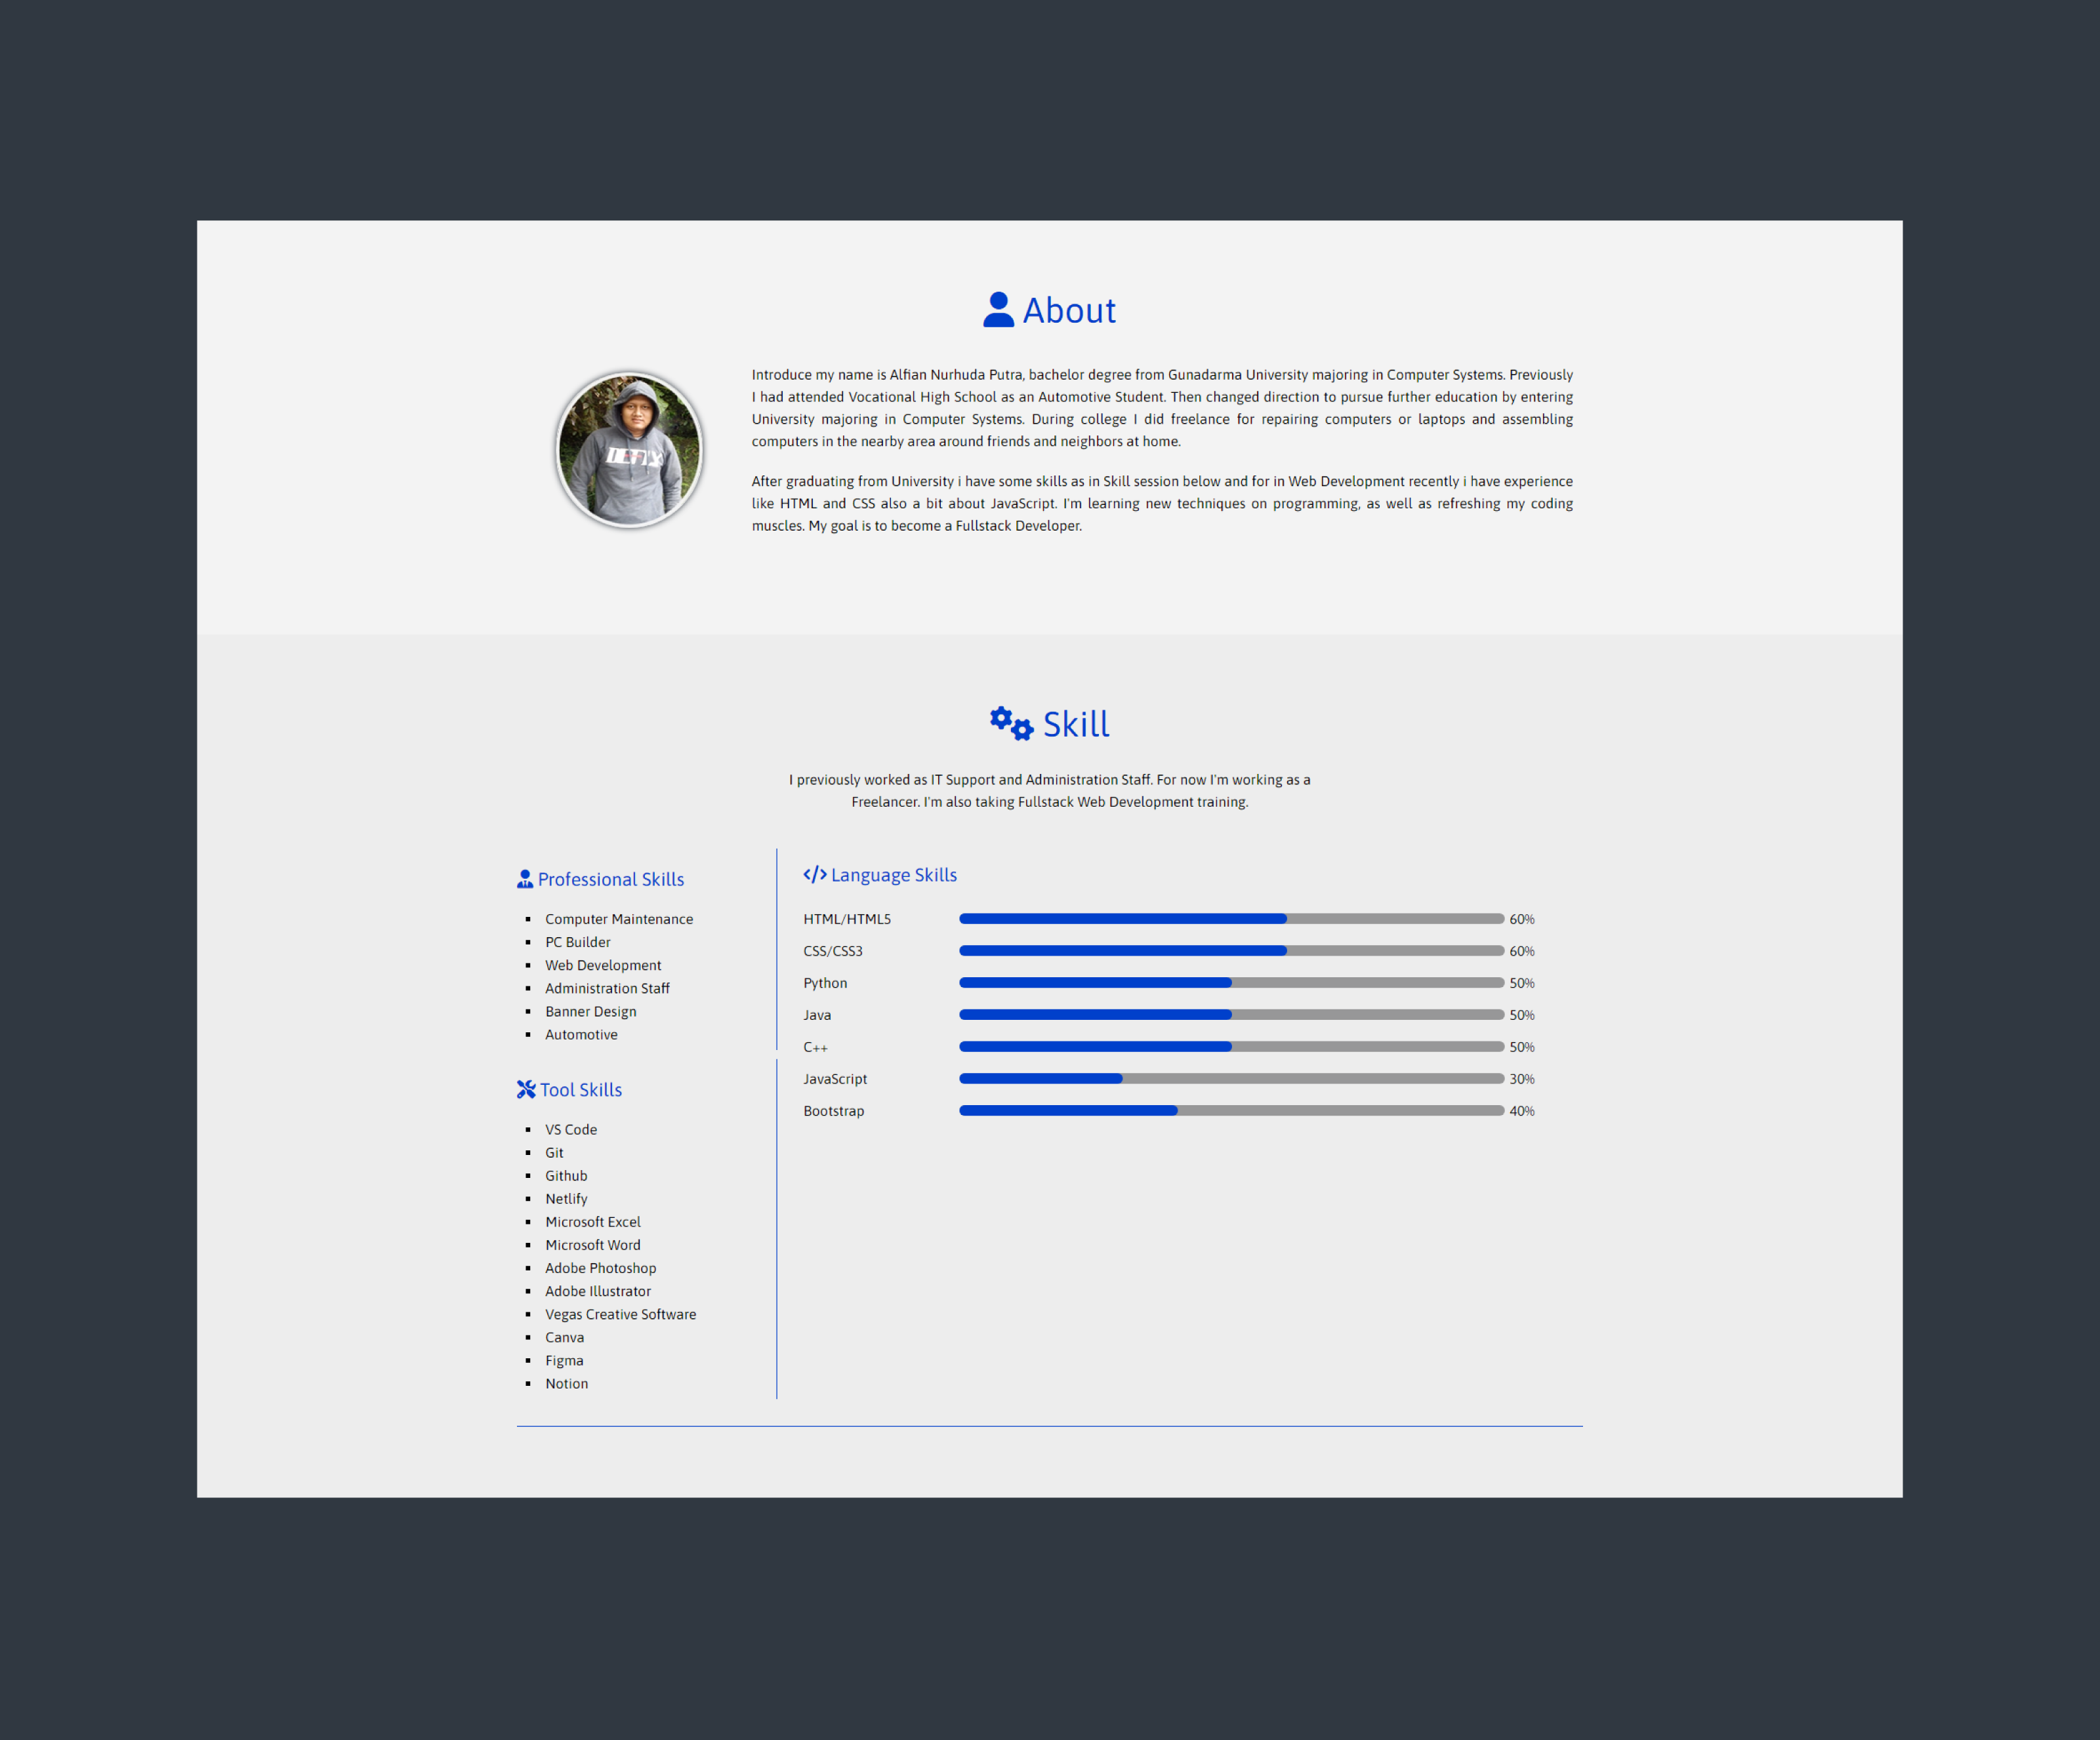 About
Introduce my name is Alfian Nurhuda Putra, bachelor degree from Gunadarma University majoring in Computer Systems. Previously
I had attended Vocational High School as an Automotive Student. Then changed direction to pursue further education by entering
University majoring in Computer Systems. During college I did freelance for repairing computers or laptops and assembling
computers in the nearby area around friends and neighbors at home.
After graduating from University i have some skills as in Skill session below and for in Web Development recently i have experience
like HTML and CSS also a bit about JavaScript. I'm learning new techniques on programming, as well as refreshing my coding
muscles. My goal is to become a Fullstack Developer.
Skill
I previously worked as IT Support and Administration Staff. For now I'm working as a
Freelancer. I'm also taking Fullstack Web Development training.
Professional Skills
Computer Maintenance
PC Builder
Web Development
Administration Staff
Banner Design
Automotive
Tool Skills
VS Code
Git
Github
Netlify
Microsoft Excel
Microsoft Word
Adobe Photoshop
Adobe Illustrator
Vegas Creative Software
Canva
Figma
Notion
Language Skills
HTML/HTML5 60%
CSS/CSS3 60%
Python 50%
Java 50%
C++ 50%
JavaScript 30%
Bootstrap 40%